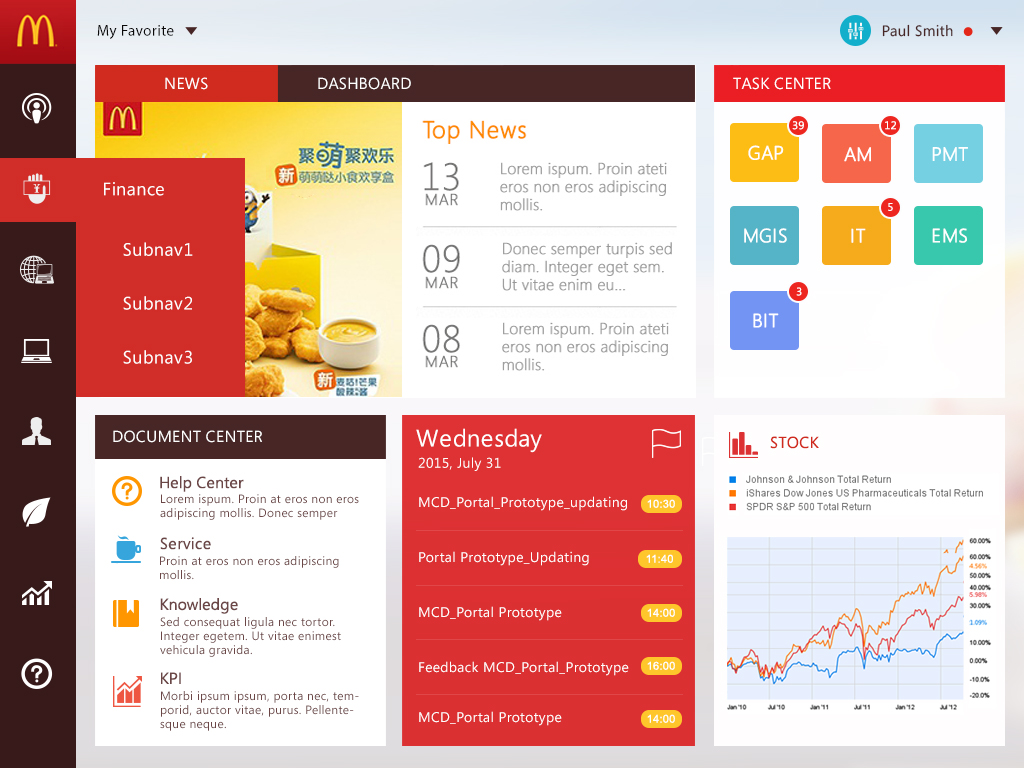 My Favorite
Paul Smith
NEWS
DASHBOARD
TASK CENTER
聚萌聚欢乐
新 萌萌哒小食欢享盒
新
Finance
Subnav1
Subnav2
Subnav3
Top News
13
MAR
Lorem ispum. Proin ateti
eros non eros adipiscing
mollis.
09
MAR
Donec semper turpis sed
diam. Integer eget sem.
Ut vitae enim eu...
08
MAR
Lorem ispum. Proin ateti
eros non eros adipiscing
mollis.
39
GAP
12
AM
PMT
MGIS
5
IT
EMS
3
BIT
DOCUMENT CENTER
Help Center
Lorem ispum. Proin at eros non eros
adipiscing mollis. Donec semper
Service
Proin at eros non eros adipiscing
mollis.
Knowledge
Sed consequat ligula nec tortor.
Integer egetem. Ut vitae enimest
vehicula gravida.
KPI
Morbi ipsum ipsum, porta nec, tem-
porid, auctor vitae, purus. Pellente-
sque neque.
Wednesday
2015, July 31
MCD_Portal_Prototype_updating 10:30
Portal Prototype_Updating 11:40
MCD_Portal Prototype 14:00
Feedback MCD_Portal_Prototype 16:00
MCD_Portal Prototype 14:00
STOCK
Johnson & Johnson Total Return
iShares Dow Jones US Pharmaceuticals Total Return
SPDR S&P 500 Total Return
60.00%
60.00%
4.56%
50.00%
40.00%
5.98%
30.00%
3.09%
10.00%
0.00%
-10.0%
-20.0%
Jan '10 Jul '10 Jan '11 Jul '11 Jan '12 Jul '12